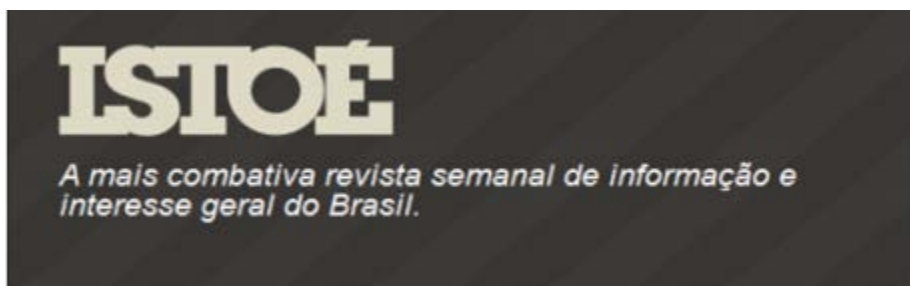 ISTOÉ
A mais combativa revista semanal de informação e
interesse geral do Brasil.